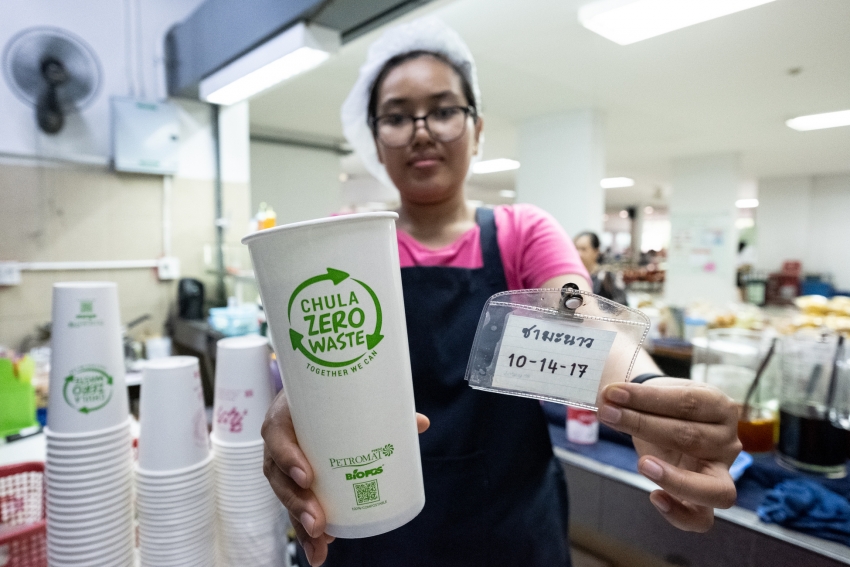 CHULA
ZERO
WASTE
TOGETHER WE CAN
PETROMAT
BIOPBS
ชามะนาว
10-14-17